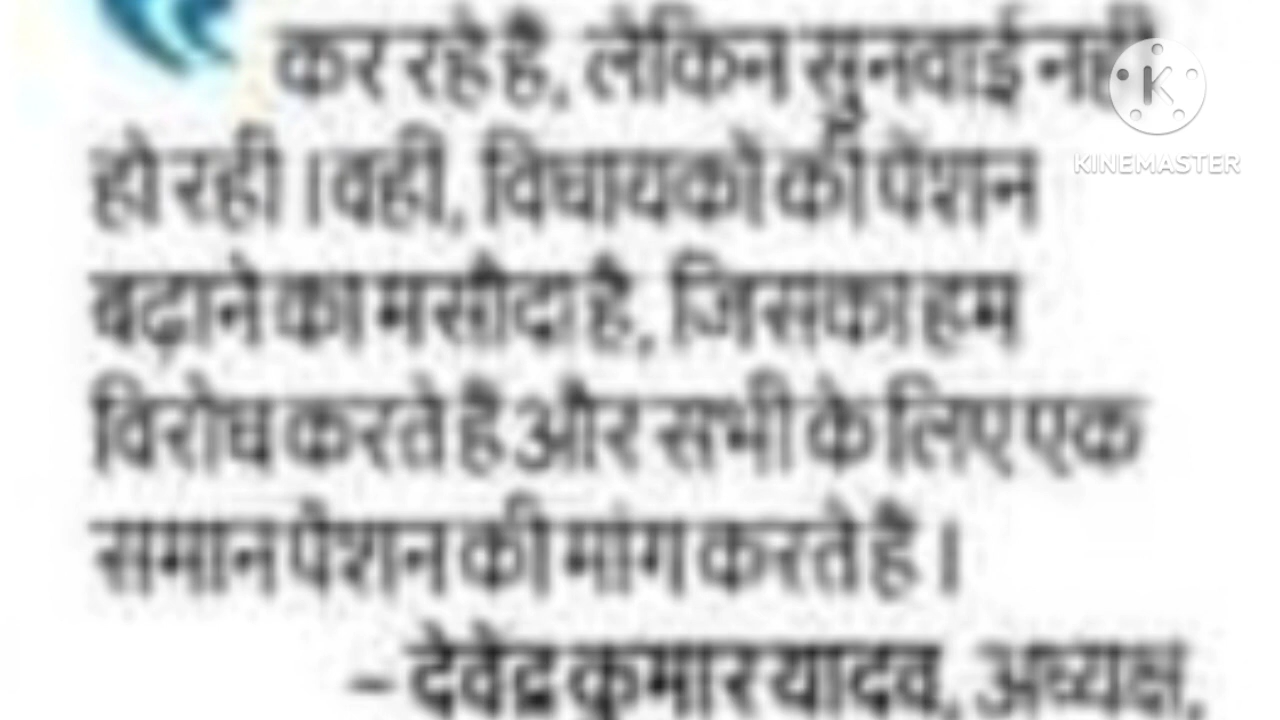 कर रहे हैं, लेकिन सुनवाई नहीं
हो रही । वहीं, विधायकों की पेंशन
बढ़ाने का मसौदा है, जिसका हम
विरोध करते हैं और सभी के लिए एक
समान पेंशन की मांग करते हैं ।
– देवेंद्र कुमार यादव, अध्यक्ष,
K
KINEMASTER